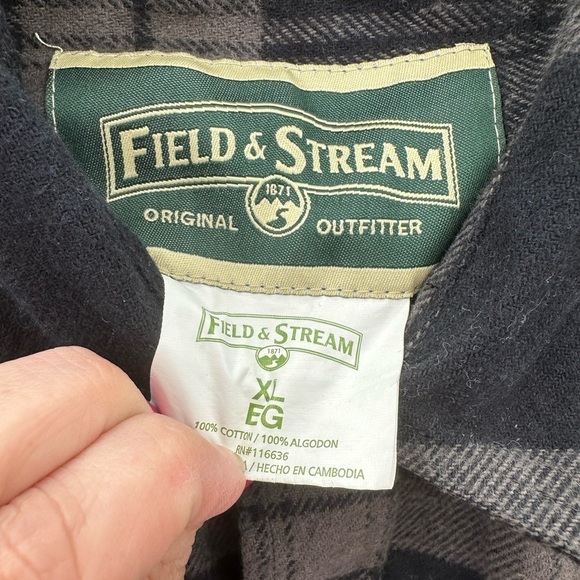 FIELD & STREAM
1871
ORIGINAL OUTFITTER
FIELD & STREAM
1871
XL
EG
100% COTTON / 100% ALGODON
RN#116636
/ HECHO EN CAMBODIA